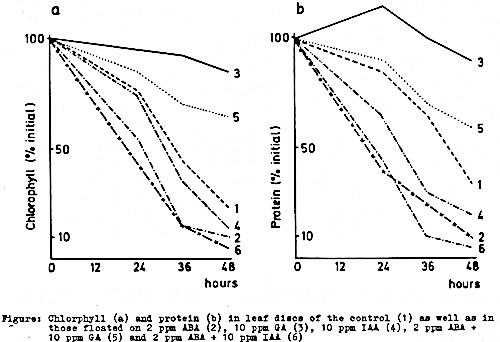 a
b
100
50
10
Chlorophyll (% initial)
3
5
1
4
2
6
0 12 24 36 48
hours
100
50
10
Protein (% initial)
3
5
1
4
2
6
0 12 24 36 48
hours
Figure: Chlorphyll (a) and protein (b) in leaf discs of the control (1) as well as in
those floated on 2 ppm ABA (2), 10 ppm GA (3), 10 ppm IAA (4), 2 ppm ABA +
10 ppm GA (5) and 2 ppm ABA + 10 ppm IAA (6)